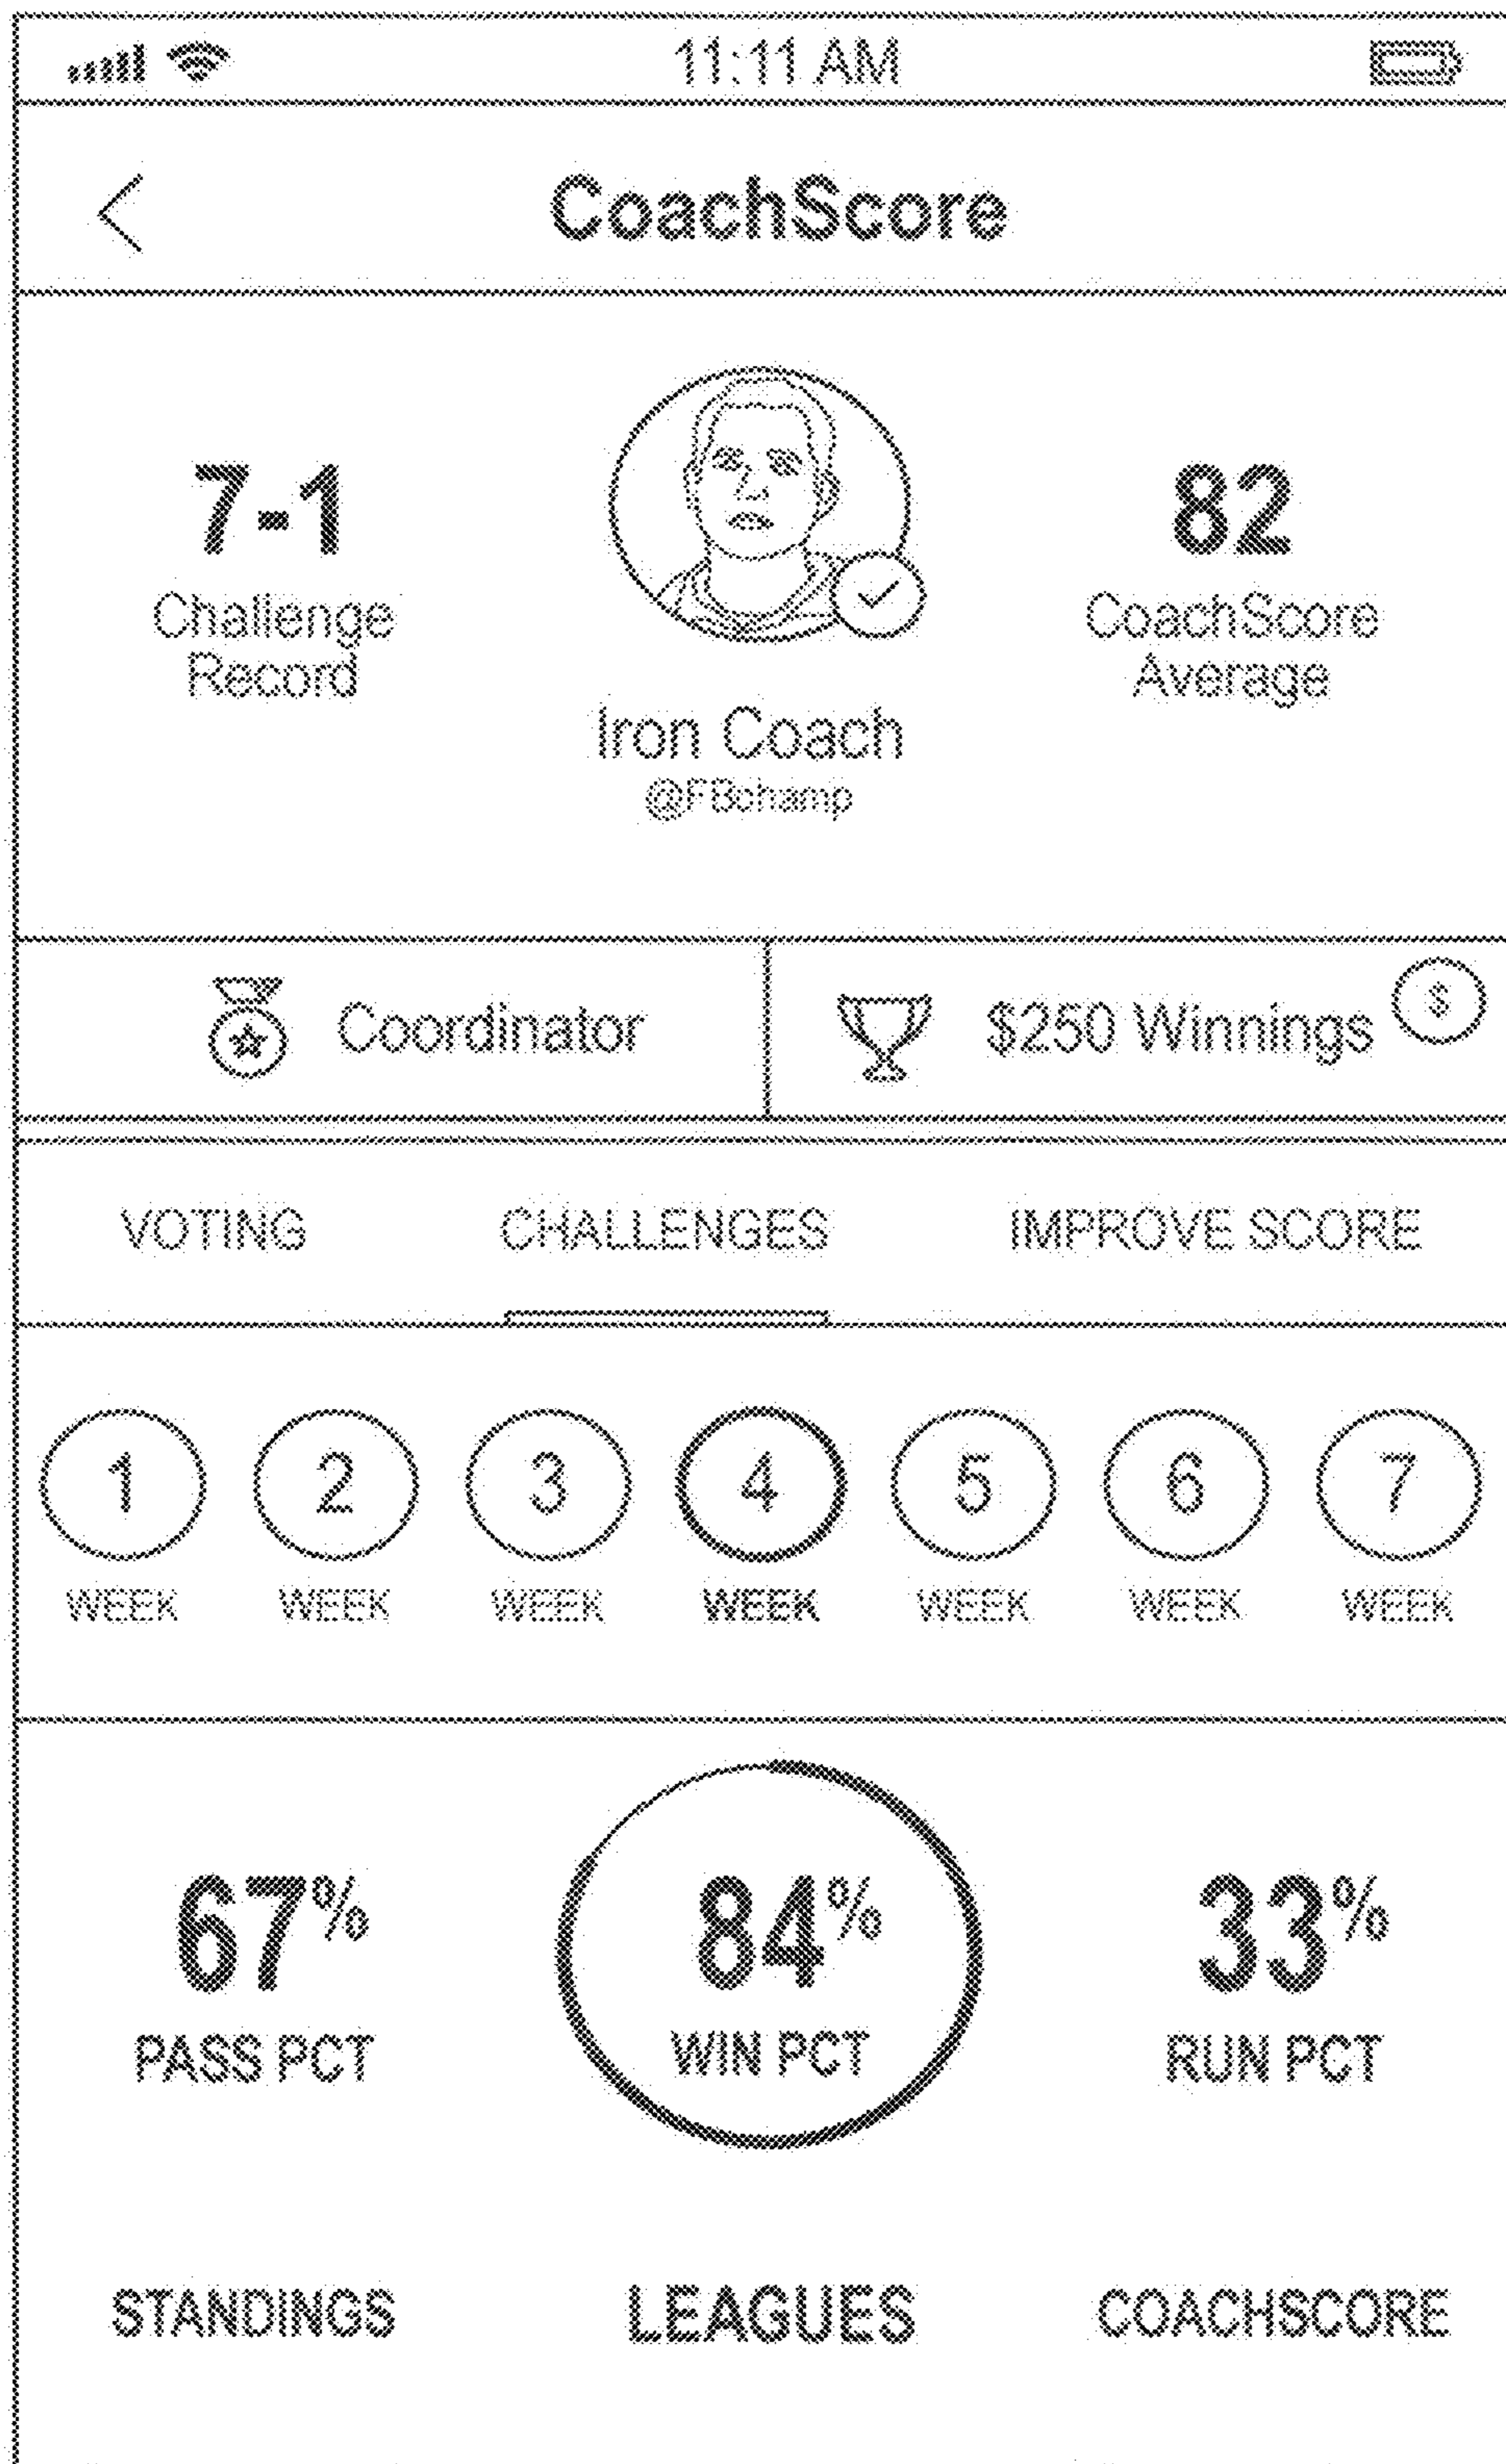 11:11 AM
CoachScore
7-1
Challenge
Record
82
CoachScore
Average
Iron Coach
@FBchamp
Coordinator
$250 Winnings $
VOTING CHALLENGES IMPROVE SCORE
1 2 3 4 5 6 7
WEEK WEEK WEEK WEEK WEEK WEEK WEEK
67% 84% 33%
PASS PCT WIN PCT RUN PCT
STANDINGS LEAGUES COACHSCORE